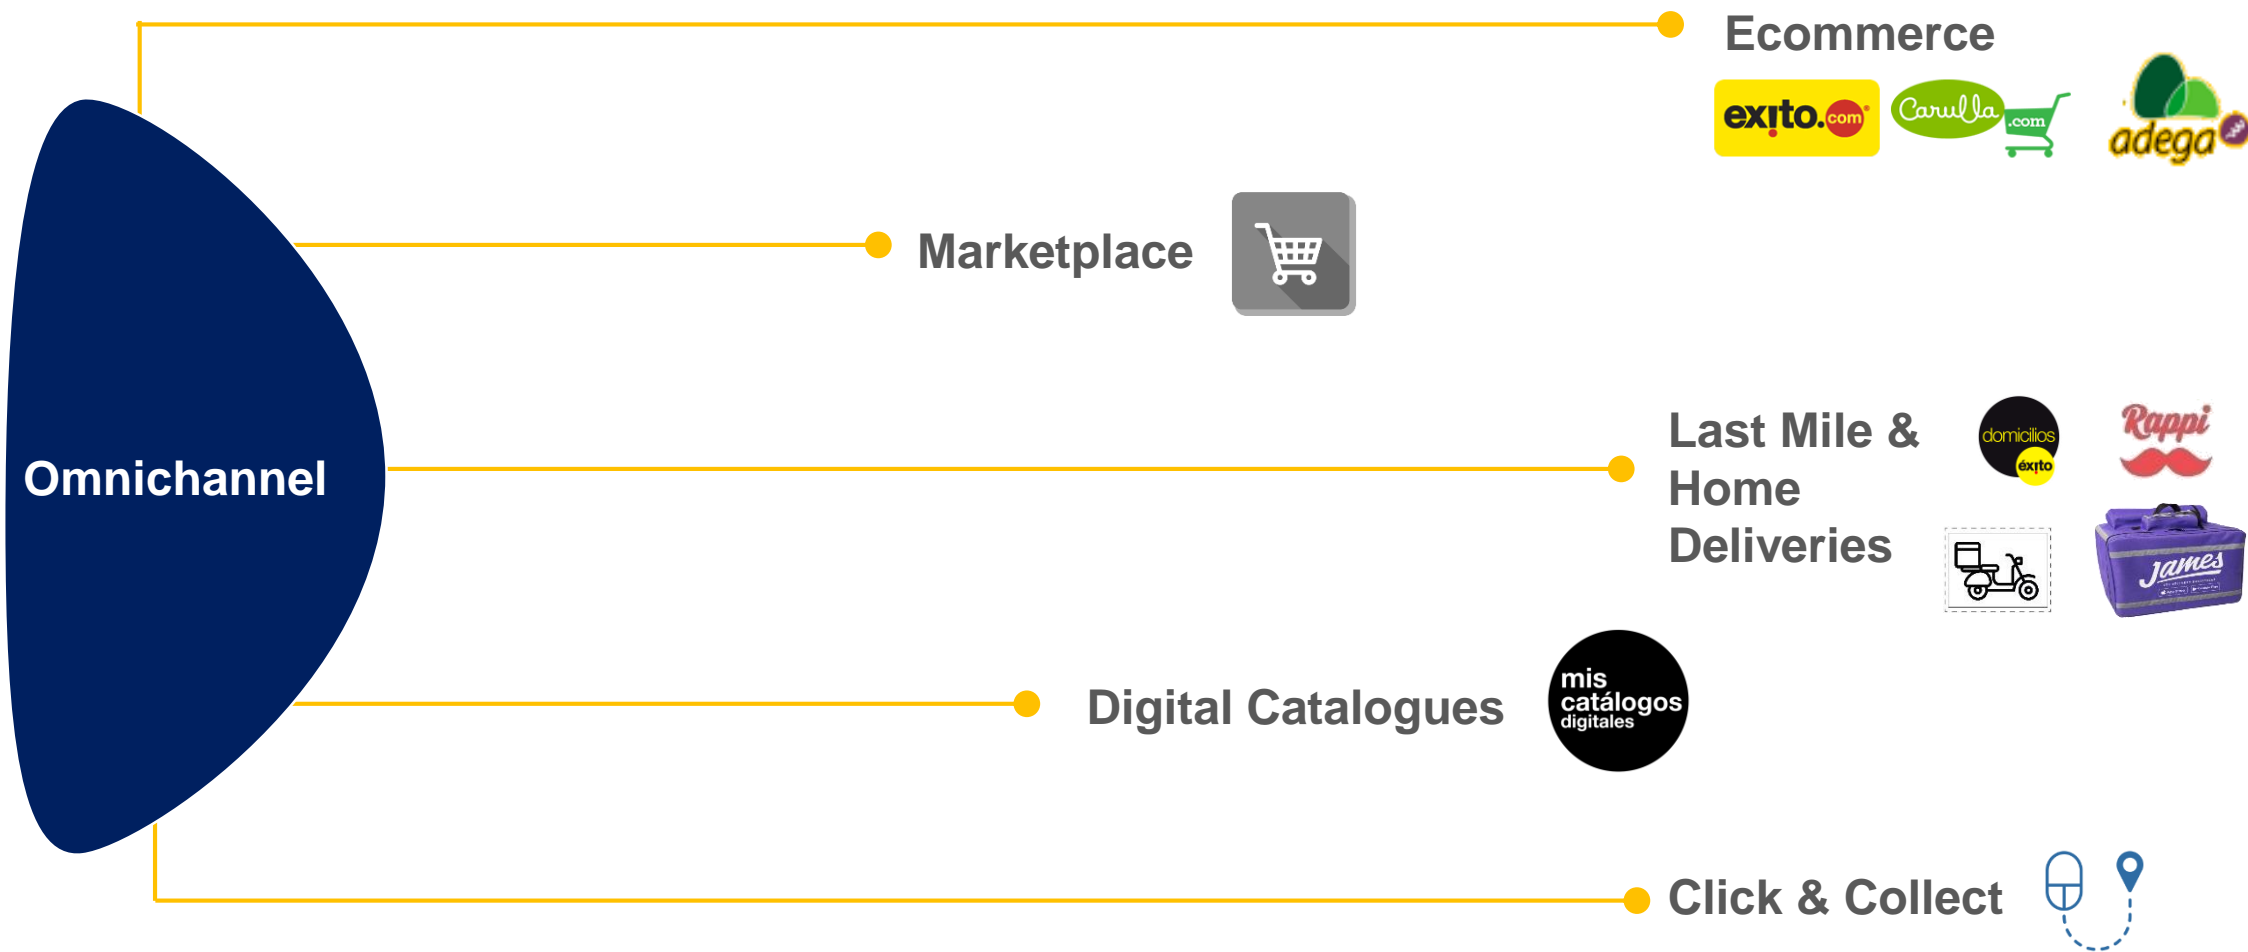 Ecommerce
exito.com
Carulla
.com
adega
Marketplace
Omnichannel
Last Mile &
Home
Deliveries
domicilios
éxito
Rappi
James
Digital Catalogues
mis
catálogos
digitales
Click & Collect